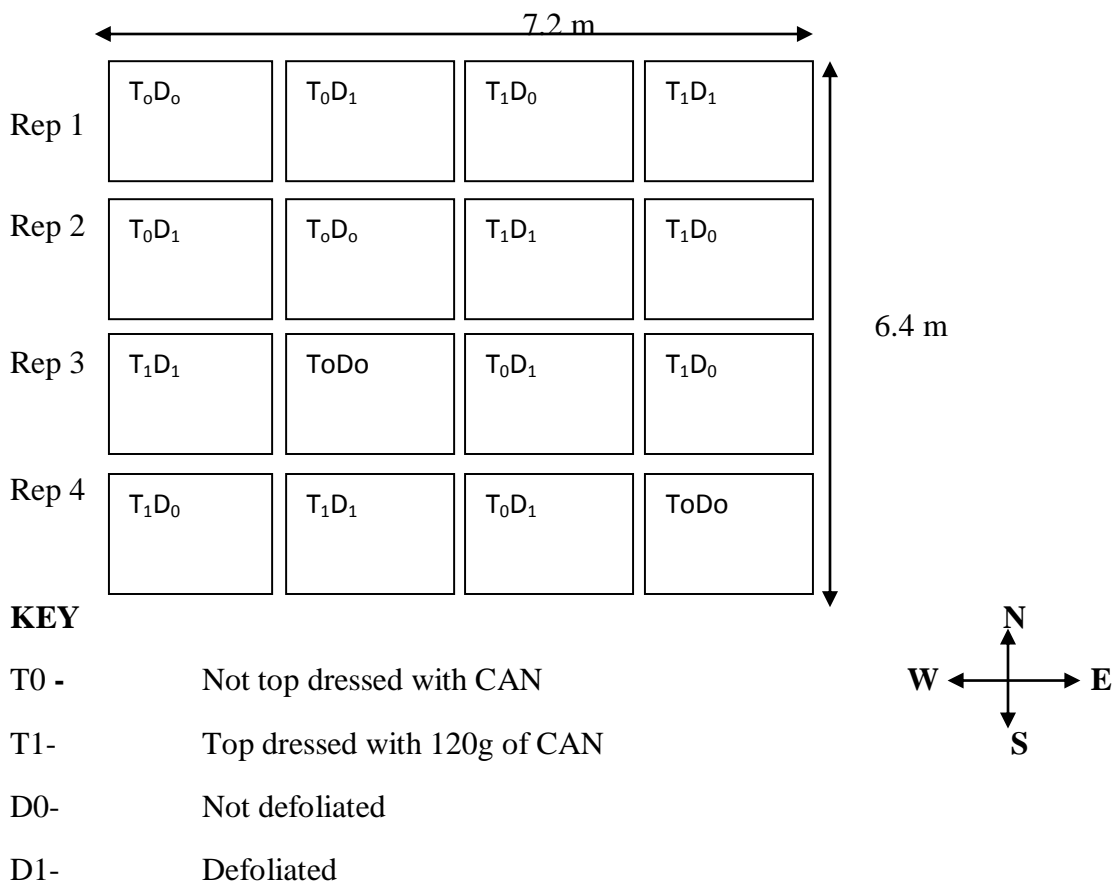 7.2 m
Rep 1 TₒDₒ T₀D₁ T₁D₀ T₁D₁
Rep 2 T₀D₁ TₒDₒ T₁D₁ T₁D₀
6.4 m
Rep 3 T₁D₁ ToDo T₀D₁ T₁D₀
Rep 4 T₁D₀ T₁D₁ T₀D₁ ToDo
KEY
N
T0 - Not top dressed with CAN
W E
T1- Top dressed with 120g of CAN
S
D0- Not defoliated
D1- Defoliated